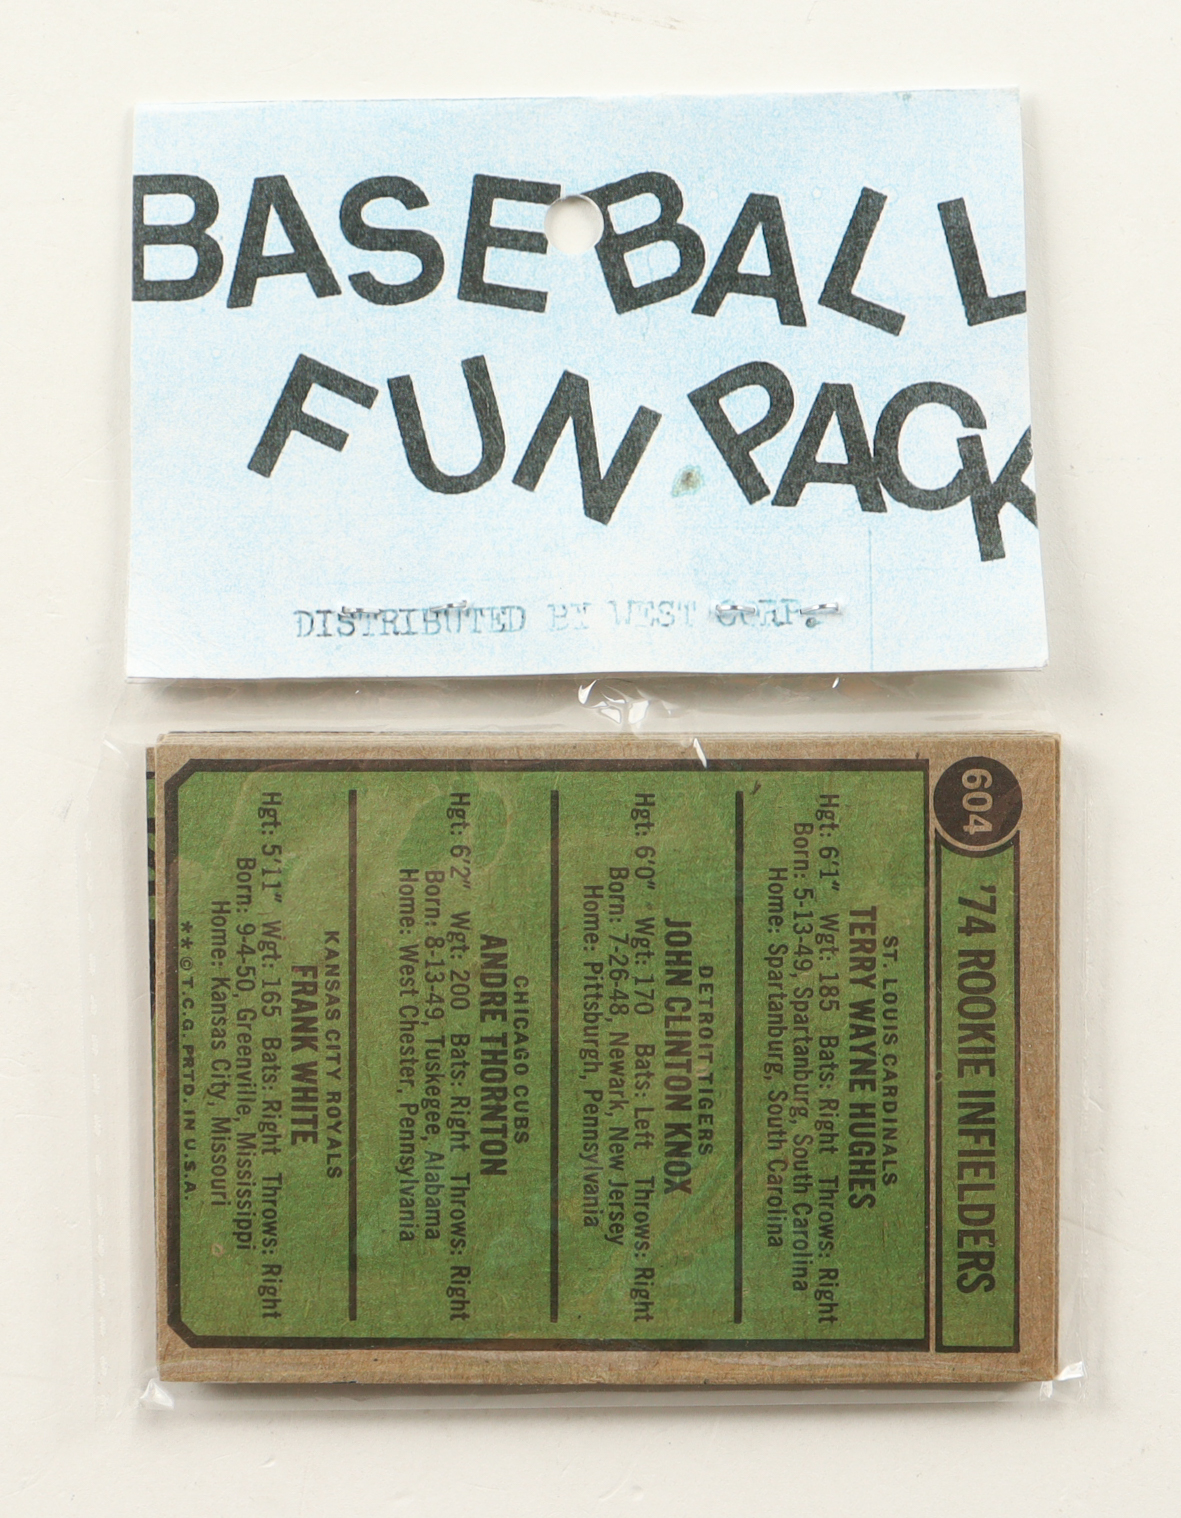 BASEBALL
FUN PACK
DISTRIBUTED BY WEST CORP.
604
'74 ROOKIE INFIELDERS
ST. LOUIS CARDINALS
TERRY WAYNE HUGHES
Hgt: 6'1" Wgt: 185 Bats: Right Throws: Right
Born: 5-13-49, Spartanburg, South Carolina
Home: Spartanburg, South Carolina
DETROIT TIGERS
JOHN CLINTON KNOX
Hgt: 6'0" Wgt: 170 Bats: Left Throws: Right
Born: 7-26-48, Newark, New Jersey
Home: Pittsburgh, Pennsylvania
CHICAGO CUBS
ANDRE THORNTON
Hgt: 6'2" Wgt: 200 Bats: Right Throws: Right
Born: 8-13-49, Tuskegee, Alabama
Home: West Chester, Pennsylvania
KANSAS CITY ROYALS
FRANK WHITE
Hgt: 5'11" Wgt: 165 Bats: Right Throws: Right
Born: 9-4-50, Greenville, Mississippi
Home: Kansas City, Missouri
**© T.C.G. PRTD. IN U.S.A.